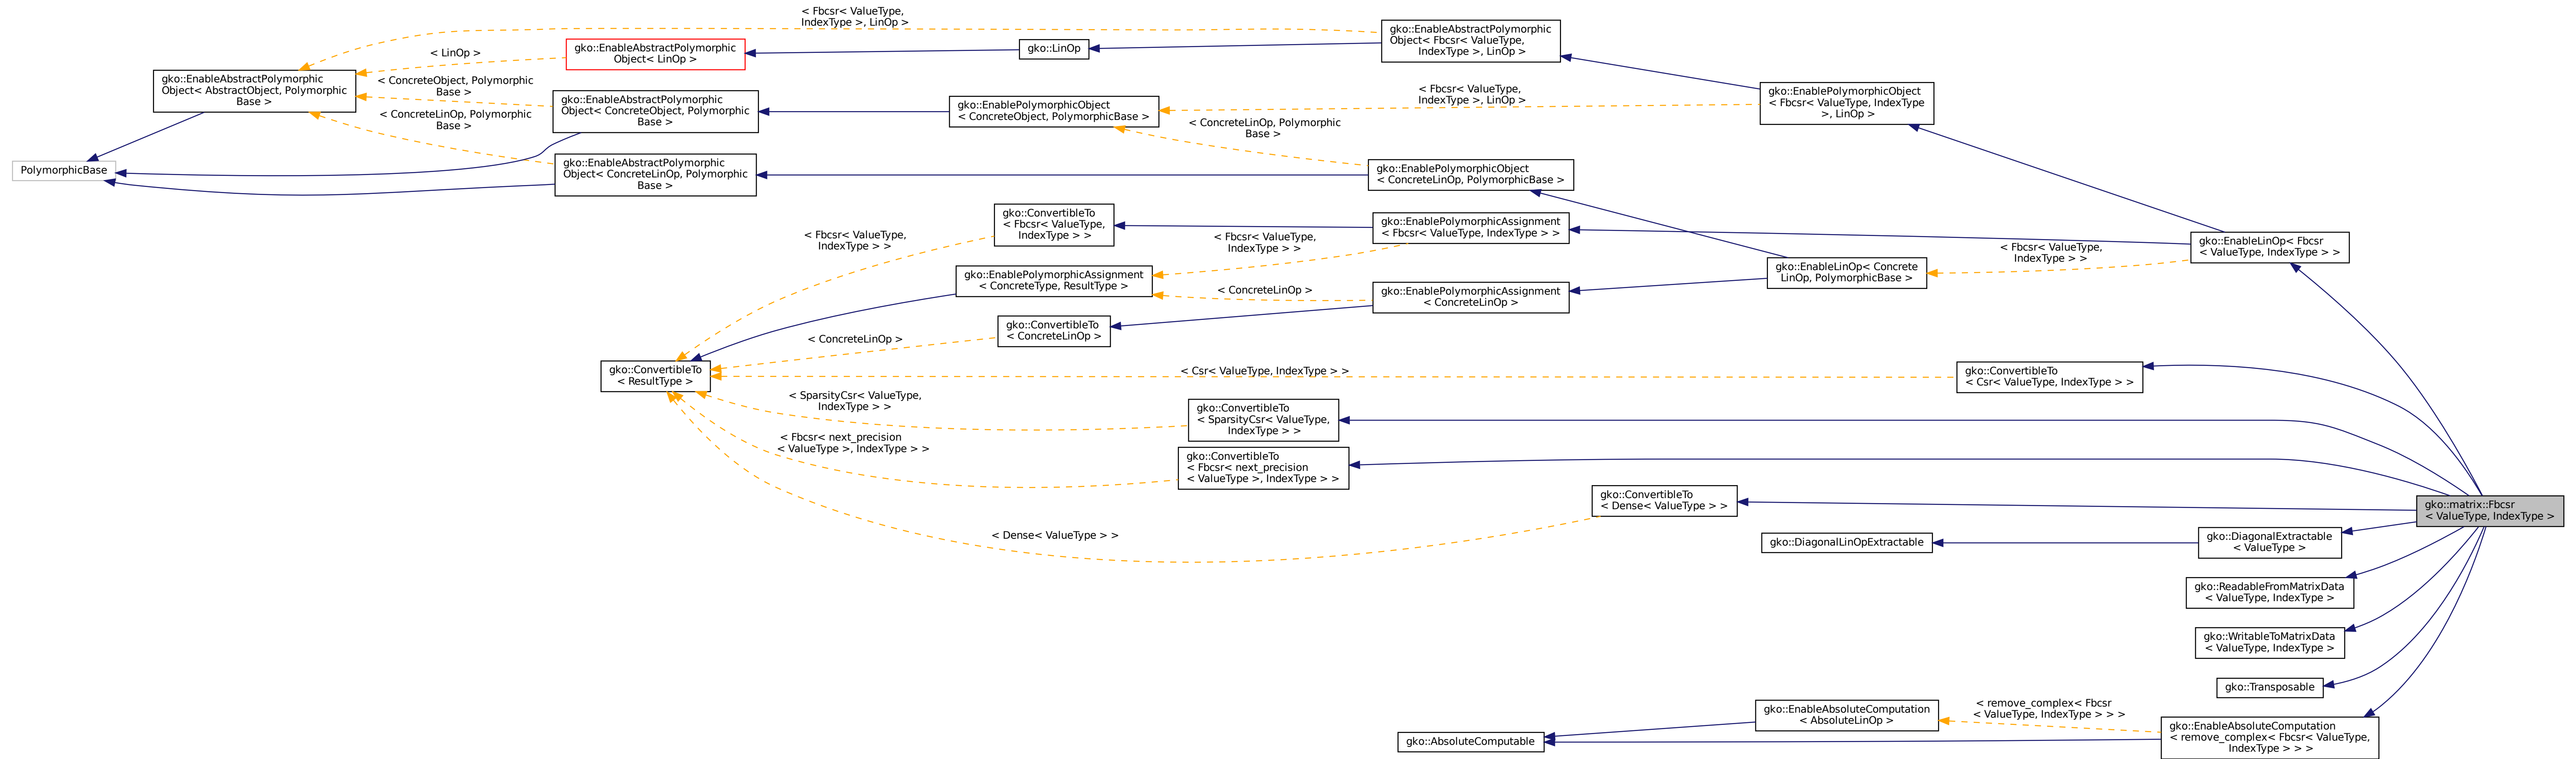 < Fbcsr< ValueType,
IndexType >, LinOp >
gko::EnableAbstractPolymorphic
Object< Fbcsr< ValueType,
IndexType >, LinOp >
< LinOp >
gko::EnableAbstractPolymorphic
Object< LinOp >
gko::LinOp
gko::EnableAbstractPolymorphic
Object< AbstractObject, Polymorphic
Base >
< ConcreteObject, Polymorphic
Base >
gko::EnableAbstractPolymorphic
Object< ConcreteObject, Polymorphic
Base >
gko::EnablePolymorphicObject
< ConcreteObject, PolymorphicBase >
< Fbcsr< ValueType,
IndexType >, LinOp >
gko::EnablePolymorphicObject
< Fbcsr< ValueType, IndexType
>, LinOp >
< ConcreteLinOp, Polymorphic
Base >
< ConcreteLinOp, Polymorphic
Base >
PolymorphicBase
gko::EnableAbstractPolymorphic
Object< ConcreteLinOp, Polymorphic
Base >
gko::EnablePolymorphicObject
< ConcreteLinOp, PolymorphicBase >
gko::ConvertibleTo
< Fbcsr< ValueType,
IndexType > >
gko::EnablePolymorphicAssignment
< Fbcsr< ValueType, IndexType > >
< Fbcsr< ValueType,
IndexType > >
< Fbcsr< ValueType,
IndexType > >
< Fbcsr< ValueType,
IndexType > >
gko::EnableLinOp< Fbcsr
< ValueType, IndexType > >
gko::EnablePolymorphicAssignment
< ConcreteType, ResultType >
gko::EnableLinOp< Concrete
LinOp, PolymorphicBase >
< ConcreteLinOp >
gko::EnablePolymorphicAssignment
< ConcreteLinOp >
gko::ConvertibleTo
< ConcreteLinOp >
< ConcreteLinOp >
gko::ConvertibleTo
< ResultType >
< Csr< ValueType, IndexType > >
gko::ConvertibleTo
< Csr< ValueType, IndexType > >
< SparsityCsr< ValueType,
IndexType > >
gko::ConvertibleTo
< SparsityCsr< ValueType,
IndexType > >
< Fbcsr< next_precision
< ValueType >, IndexType > >
gko::ConvertibleTo
< Fbcsr< next_precision
< ValueType >, IndexType > >
gko::ConvertibleTo
< Dense< ValueType > >
gko::matrix::Fbcsr
< ValueType, IndexType >
< Dense< ValueType > >
gko::DiagonalLinOpExtractable
gko::DiagonalExtractable
< ValueType >
gko::ReadableFromMatrixData
< ValueType, IndexType >
gko::WritableToMatrixData
< ValueType, IndexType >
gko::Transposable
gko::EnableAbsoluteComputation
< AbsoluteLinOp >
< remove_complex< Fbcsr
< ValueType, IndexType > > >
gko::AbsoluteComputable
gko::EnableAbsoluteComputation
< remove_complex< Fbcsr< ValueType,
IndexType > > >